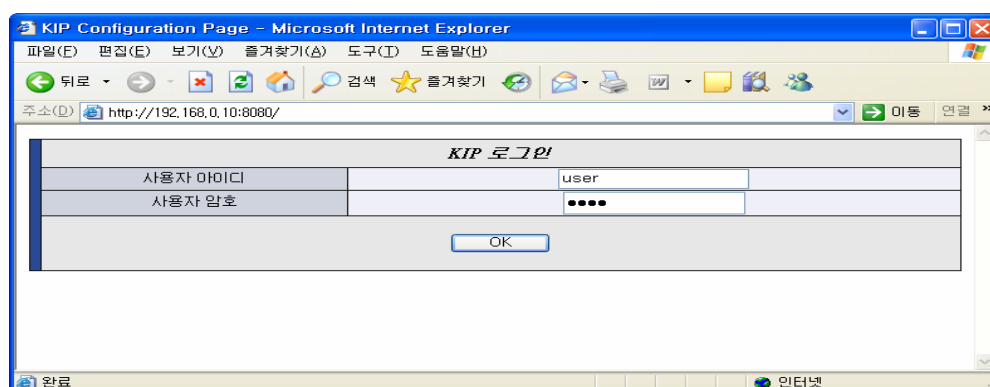 KIP Configuration Page - Microsoft Internet Explorer
파일(F) 편집(E) 보기(V) 즐겨찾기(A) 도구(T) 도움말(H)
뒤로 검색 즐겨찾기
주소(D) http://192.168.0.10:8080/ 이동 연결 »
KIP 로그인
사용자 아이디 user
사용자 암호 ●●●●
OK
완료 인터넷